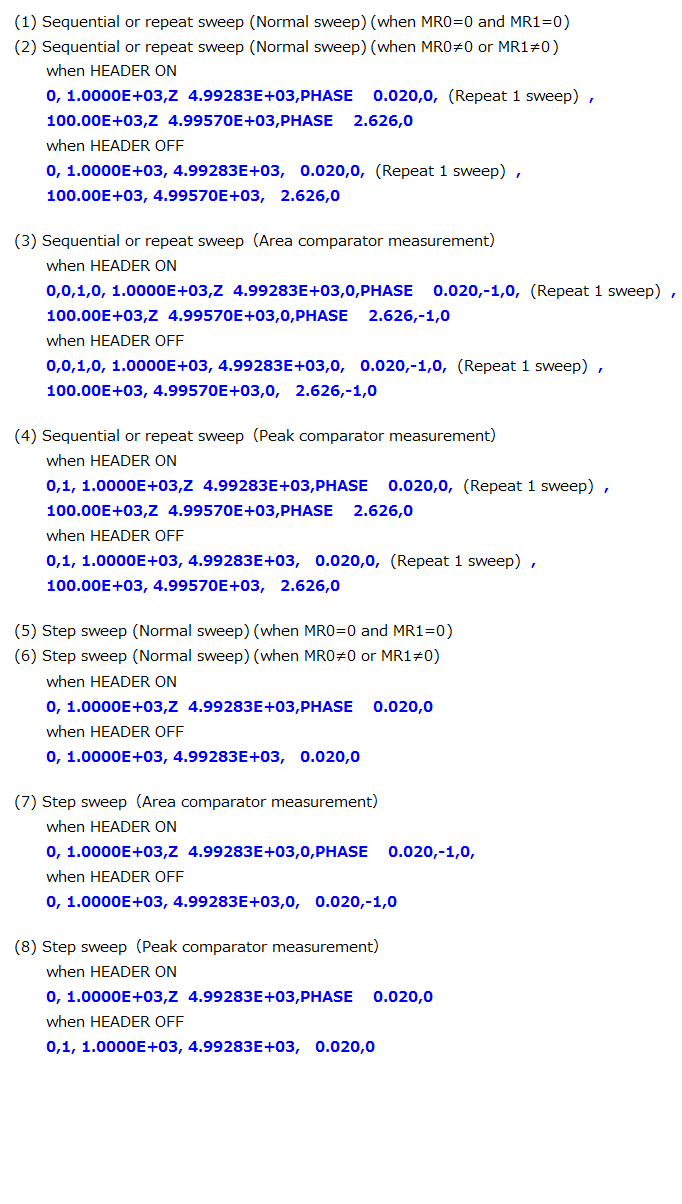 (1) Sequential or repeat sweep (Normal sweep) (when MR0=0 and MR1=0)
(2) Sequential or repeat sweep (Normal sweep) (when MR0≠0 or MR1≠0)
when HEADER ON
0, 1.0000E+03,Z  4.99283E+03,PHASE    0.020,0,  (Repeat 1 sweep)  ,
100.00E+03,Z  4.99570E+03,PHASE    2.626,0
when HEADER OFF
0, 1.0000E+03, 4.99283E+03,   0.020,0,  (Repeat 1 sweep)  ,
100.00E+03, 4.99570E+03,   2.626,0
(3) Sequential or repeat sweep（Area comparator measurement）
when HEADER ON
0,0,1,0, 1.0000E+03,Z  4.99283E+03,0,PHASE    0.020,-1,0,  (Repeat 1 sweep)  ,
100.00E+03,Z  4.99570E+03,0,PHASE    2.626,-1,0
when HEADER OFF
0,0,1,0, 1.0000E+03, 4.99283E+03,0,   0.020,-1,0,  (Repeat 1 sweep)  ,
100.00E+03, 4.99570E+03,0,   2.626,-1,0
(4) Sequential or repeat sweep（Peak comparator measurement）
when HEADER ON
0,1, 1.0000E+03,Z  4.99283E+03,PHASE    0.020,0,  (Repeat 1 sweep)  ,
100.00E+03,Z  4.99570E+03,PHASE    2.626,0
when HEADER OFF
0,1, 1.0000E+03, 4.99283E+03,   0.020,0,  (Repeat 1 sweep)  ,
100.00E+03, 4.99570E+03,   2.626,0
(5) Step sweep (Normal sweep) (when MR0=0 and MR1=0)
(6) Step sweep (Normal sweep) (when MR0≠0 or MR1≠0)
when HEADER ON
0, 1.0000E+03,Z  4.99283E+03,PHASE    0.020,0
when HEADER OFF
0, 1.0000E+03, 4.99283E+03,   0.020,0
(7) Step sweep（Area comparator measurement）
when HEADER ON
0, 1.0000E+03,Z  4.99283E+03,0,PHASE    0.020,-1,0,
when HEADER OFF
0, 1.0000E+03, 4.99283E+03,0,   0.020,-1,0
(8) Step sweep（Peak comparator measurement）
when HEADER ON
0, 1.0000E+03,Z  4.99283E+03,PHASE    0.020,0
when HEADER OFF
0,1, 1.0000E+03, 4.99283E+03,   0.020,0